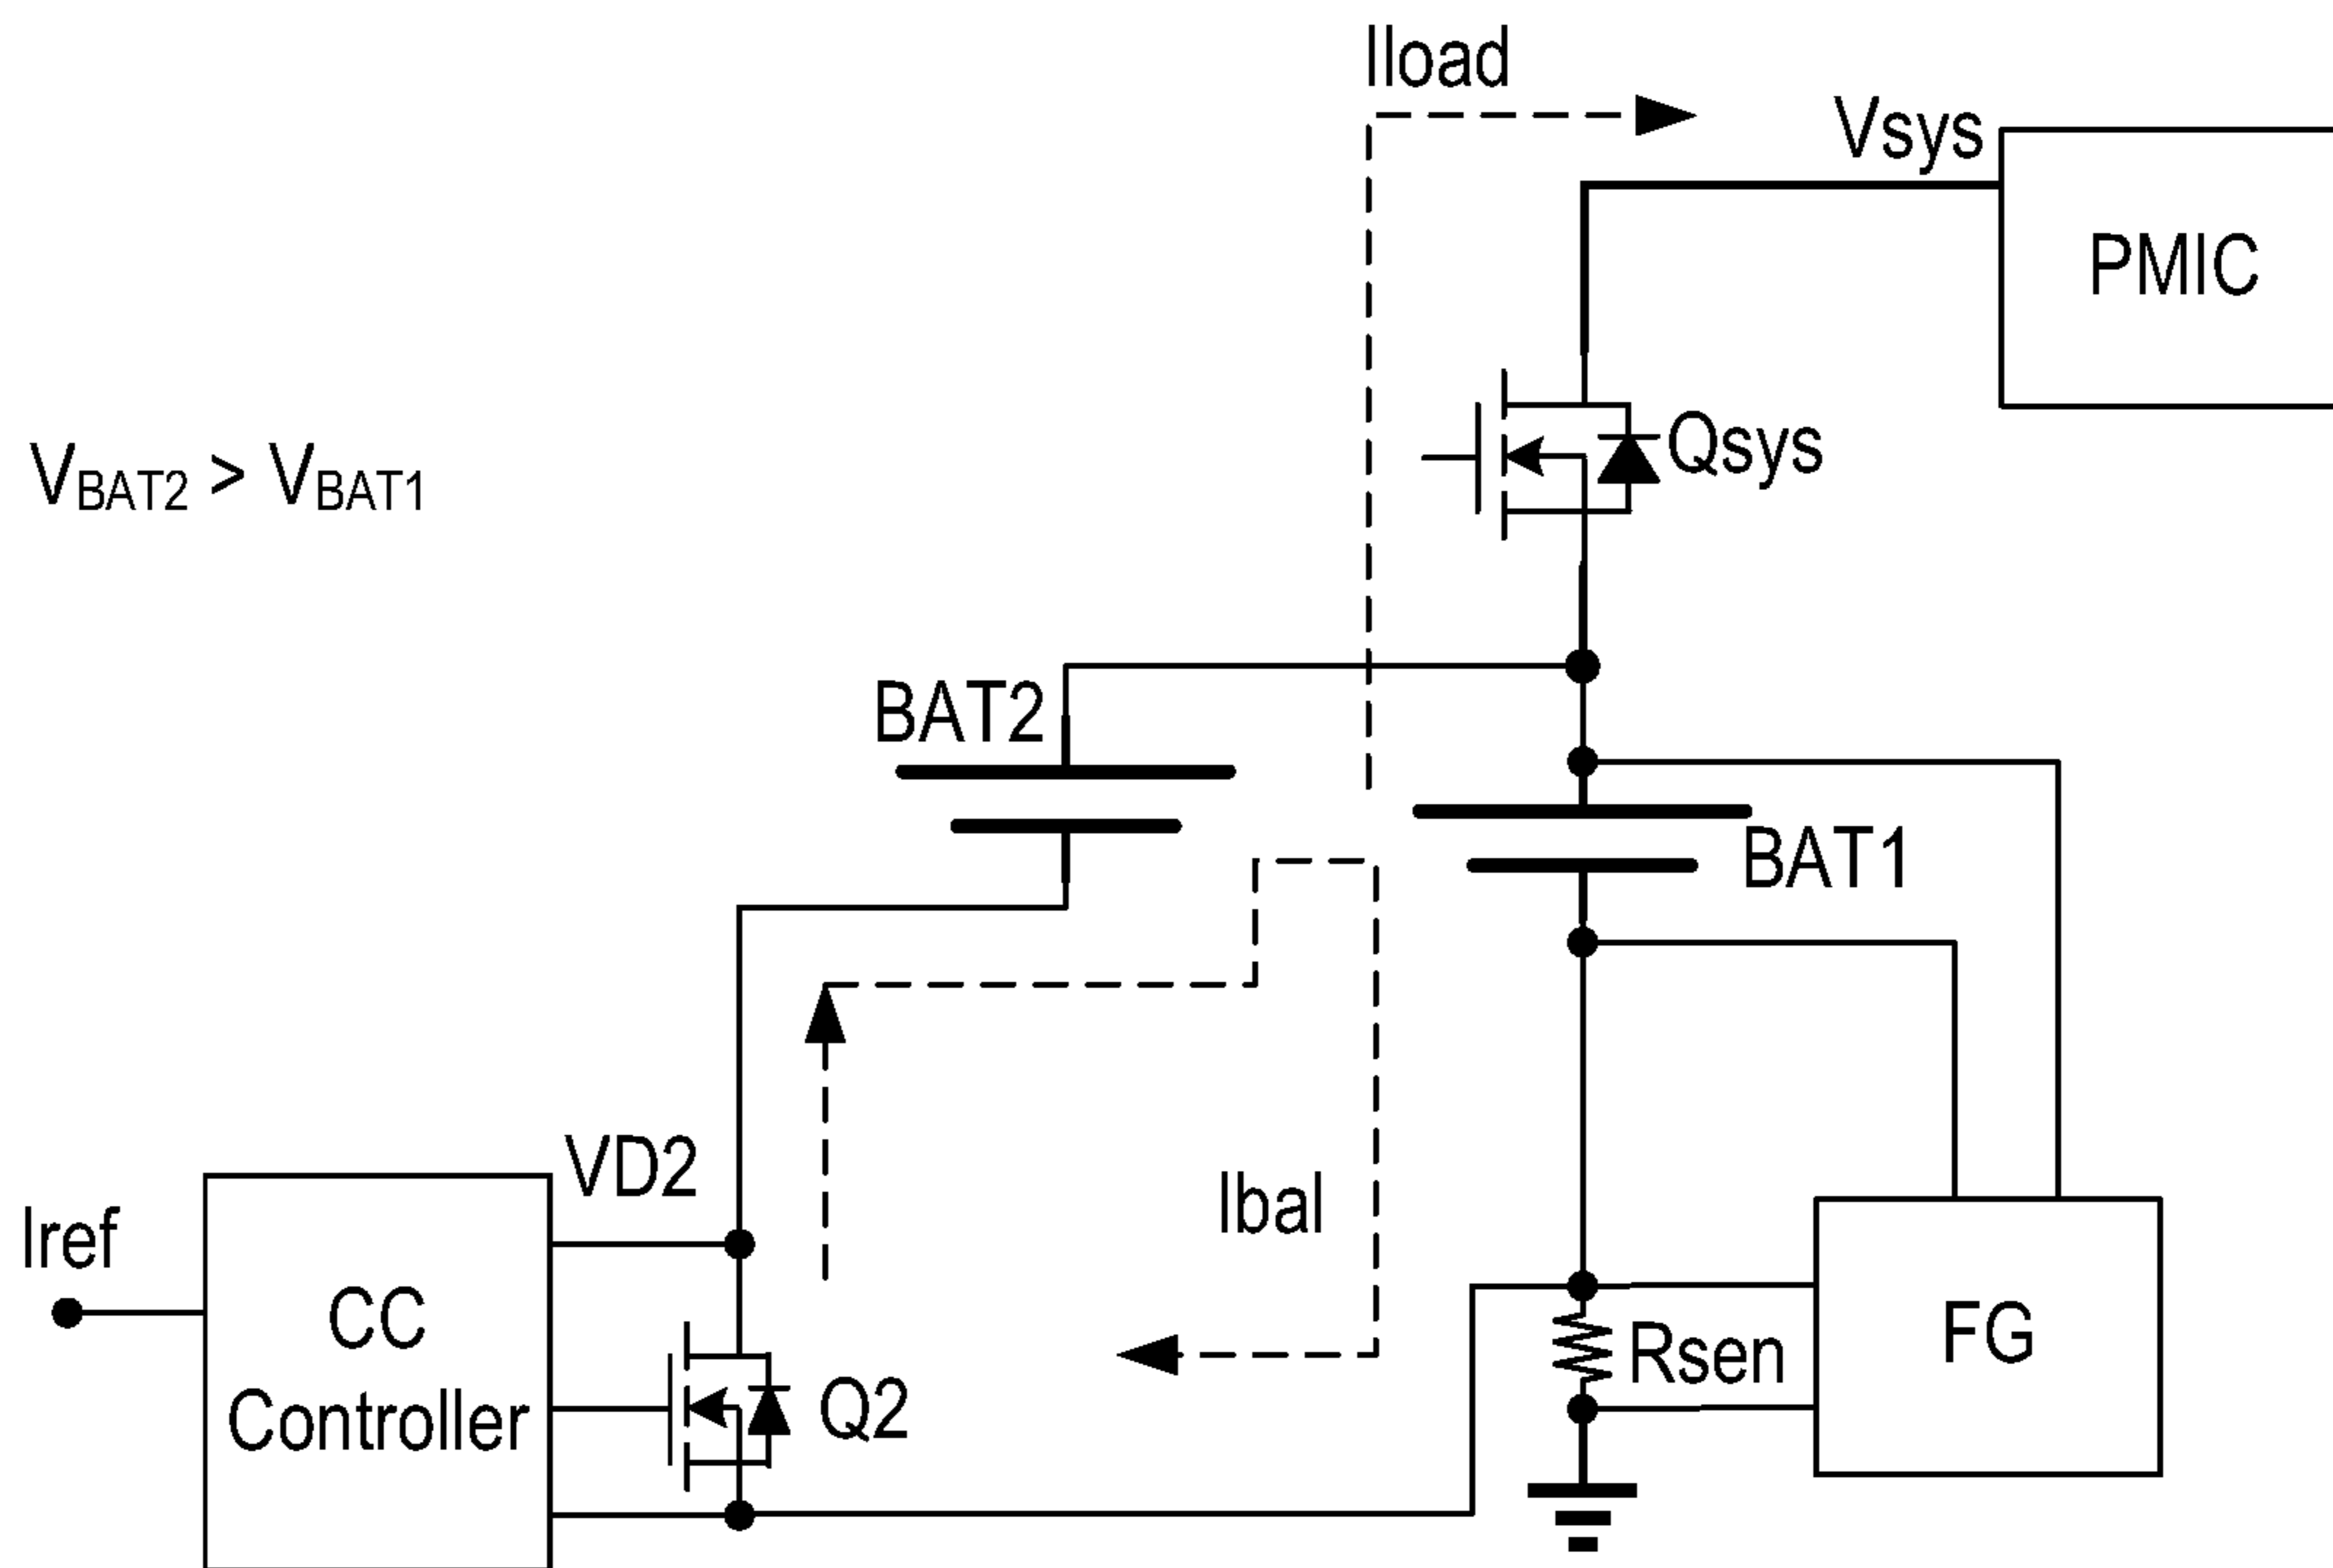 Iload
Vsys
PMIC
Qsys
VBAT2 > VBAT1
BAT2
BAT1
VD2
Ibal
Iref
CC
Controller
Q2
Rsen
FG